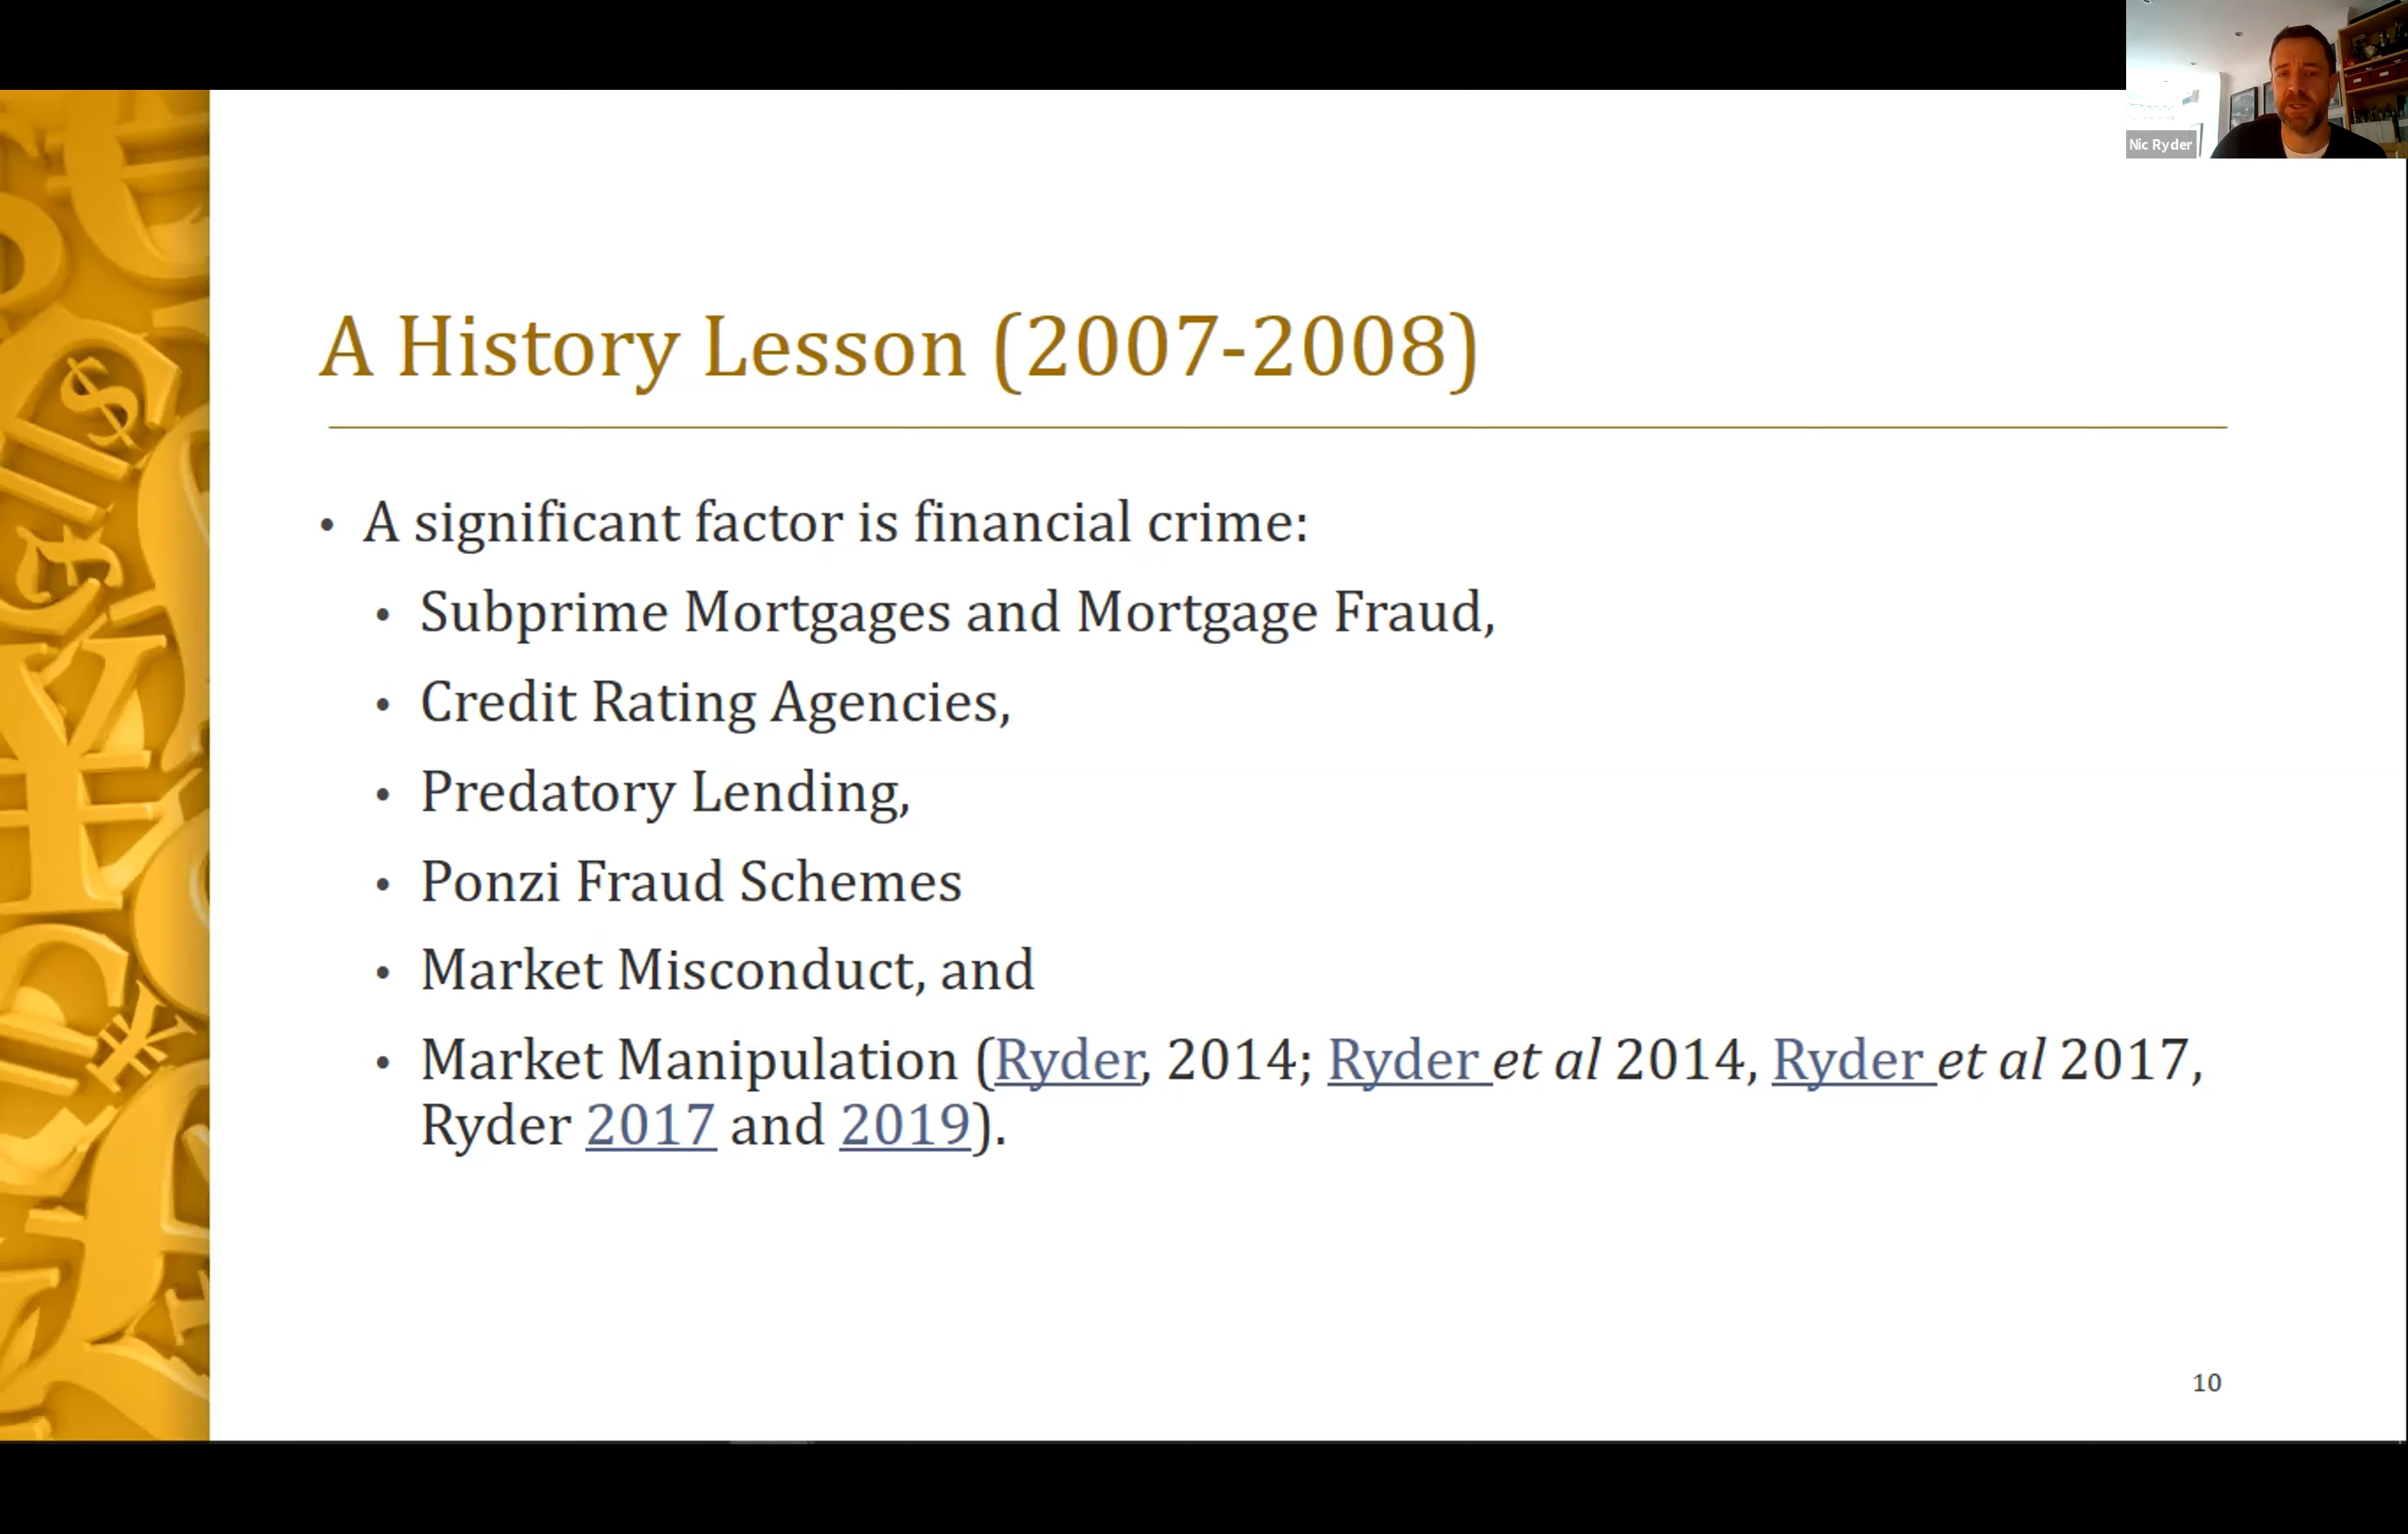 Nic Ryder
A History Lesson (2007-2008)
• A significant factor is financial crime:
• Subprime Mortgages and Mortgage Fraud,
• Credit Rating Agencies,
• Predatory Lending,
• Ponzi Fraud Schemes
• Market Misconduct, and
• Market Manipulation (Ryder, 2014; Ryder et al 2014, Ryder et al 2017,
Ryder 2017 and 2019).
10